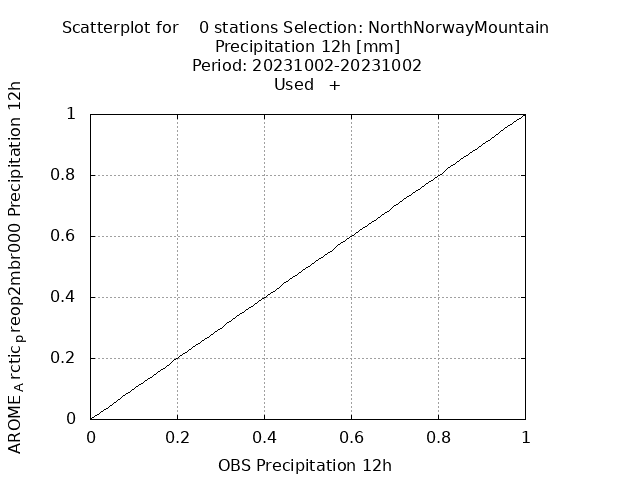 Scatterplot for    0 stations Selection: NorthNorwayMountain
Precipitation 12h [mm]
Period: 20231002-20231002
Used   +
AROME_Arctic_preop2mbr000 Precipitation 12h
1
0.8
0.6
0.4
0.2
0
0 0.2 0.4 0.6 0.8 1
OBS Precipitation 12h